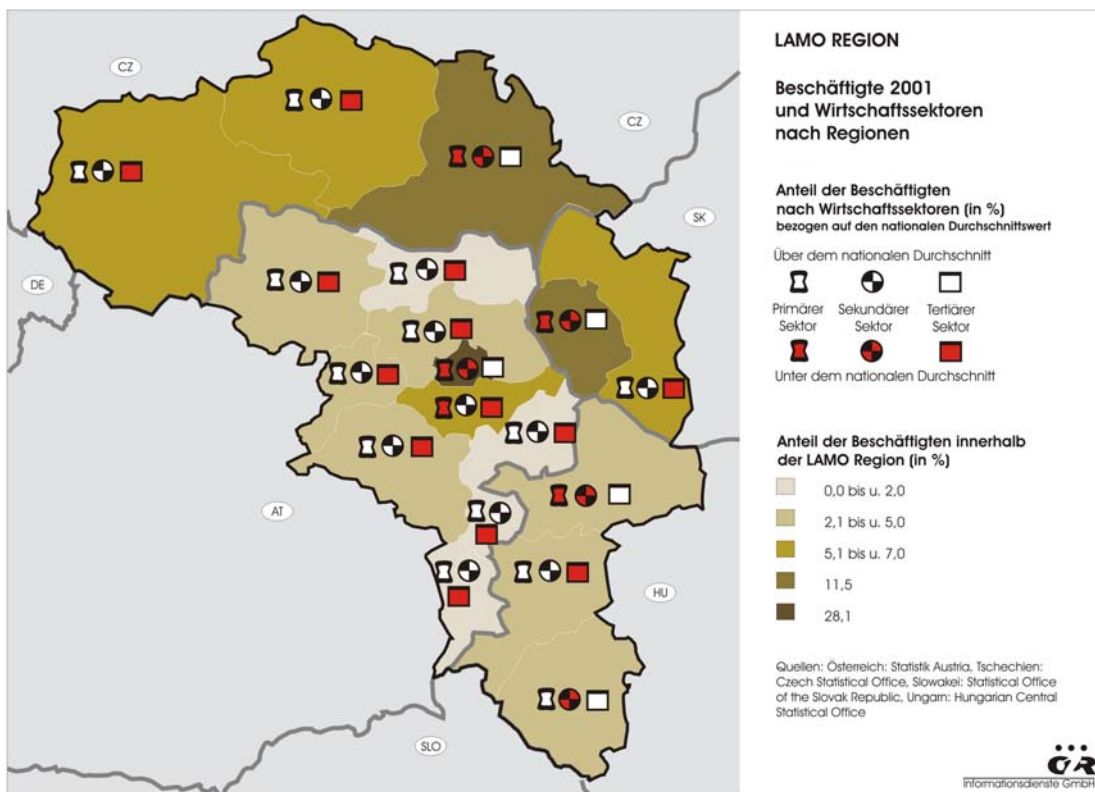 LAMO REGION
Beschäftigte 2001
und Wirtschaftssektoren
nach Regionen
Anteil der Beschäftigten
nach Wirtschaftssektoren (in %)
bezogen auf den nationalen Durchschnittswert
Über dem nationalen Durchschnitt
Primärer Sekundärer Tertiärer
Sektor Sektor Sektor
Unter dem nationalen Durchschnitt
Anteil der Beschäftigten innerhalb
der LAMO Region (in %)
0,0 bis u. 2,0
2,1 bis u. 5,0
5,1 bis u. 7,0
11,5
28,1
Quellen: Österreich: Statistik Austria, Tschechien:
Czech Statistical Office, Slowakei: Statistical Office
of the Slovak Republic, Ungarn: Hungarian Central
Statistical Office
ÖIR
Informationsdienste GmbH
CZ
CZ
SK
DE
AT
HU
SLO